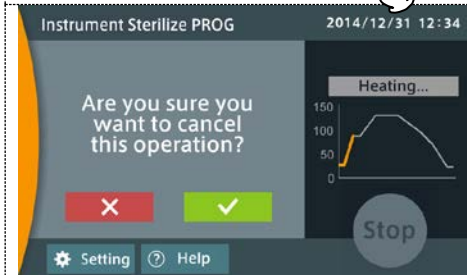 Instrument Sterilize PROG
2014/12/31 12:34
Are you sure you
want to cancel
this operation?
Heating...
150
100
50
0
Stop
Setting
Help